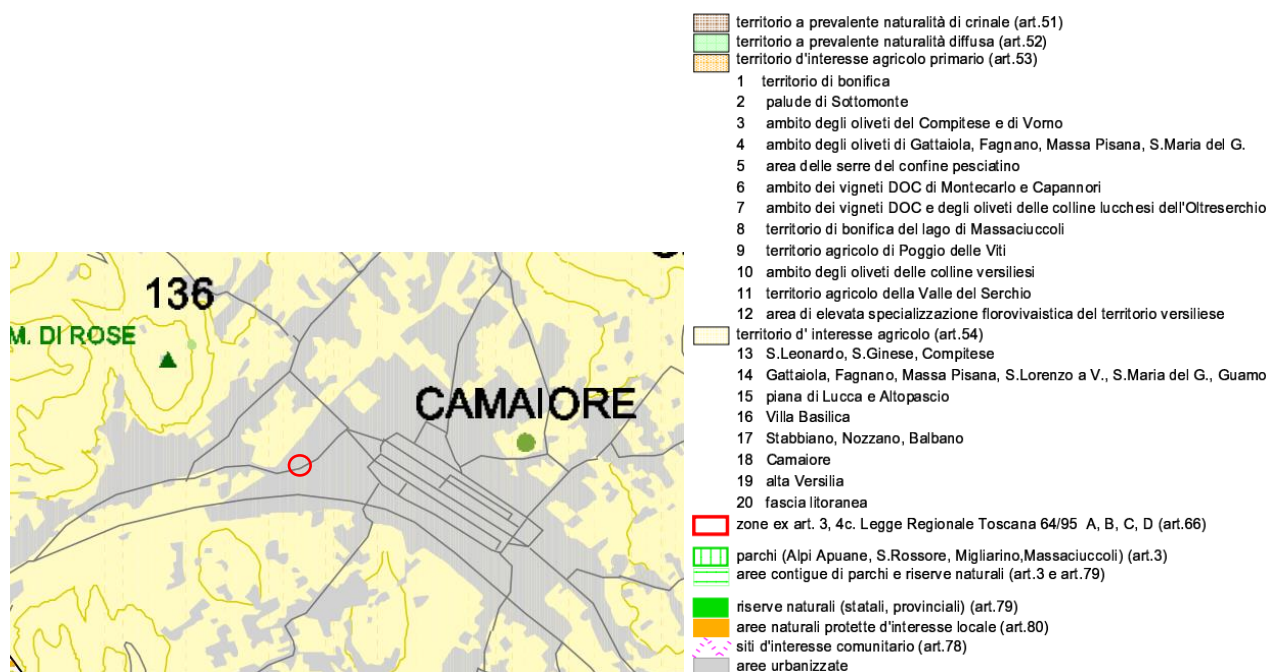 136
M. DI ROSE
CAMAIORE
territorio a prevalente naturalità di crinale (art.51)
territorio a prevalente naturalità diffusa (art.52)
territorio d'interesse agricolo primario (art.53)
1 territorio di bonifica
2 palude di Sottomonte
3 ambito degli oliveti del Compitese e di Vorno
4 ambito degli oliveti di Gattaiola, Fagnano, Massa Pisana, S.Maria del G.
5 area delle serre del confine pesciatino
6 ambito dei vigneti DOC di Montecarlo e Capannori
7 ambito dei vigneti DOC e degli oliveti delle colline lucchesi dell'Oltreserchio
8 territorio di bonifica del lago di Massaciuccoli
9 territorio agricolo di Poggio delle Viti
10 ambito degli oliveti delle colline versiliesi
11 territorio agricolo della Valle del Serchio
12 area di elevata specializzazione florovivaistica del territorio versiliese
territorio d' interesse agricolo (art.54)
13 S.Leonardo, S.Ginese, Compitese
14 Gattaiola, Fagnano, Massa Pisana, S.Lorenzo a V., S.Maria del G., Guamo
15 piana di Lucca e Altopascio
16 Villa Basilica
17 Stabbiano, Nozzano, Balbano
18 Camaiore
19 alta Versilia
20 fascia litoranea
zone ex art. 3, 4c. Legge Regionale Toscana 64/95 A, B, C, D (art.66)
parchi (Alpi Apuane, S.Rossore, Migliarino,Massaciuccoli) (art.3)
aree contigue di parchi e riserve naturali (art.3 e art.79)
riserve naturali (statali, provinciali) (art.79)
aree naturali protette d'interesse locale (art.80)
siti d'interesse comunitario (art.78)
aree urbanizzate